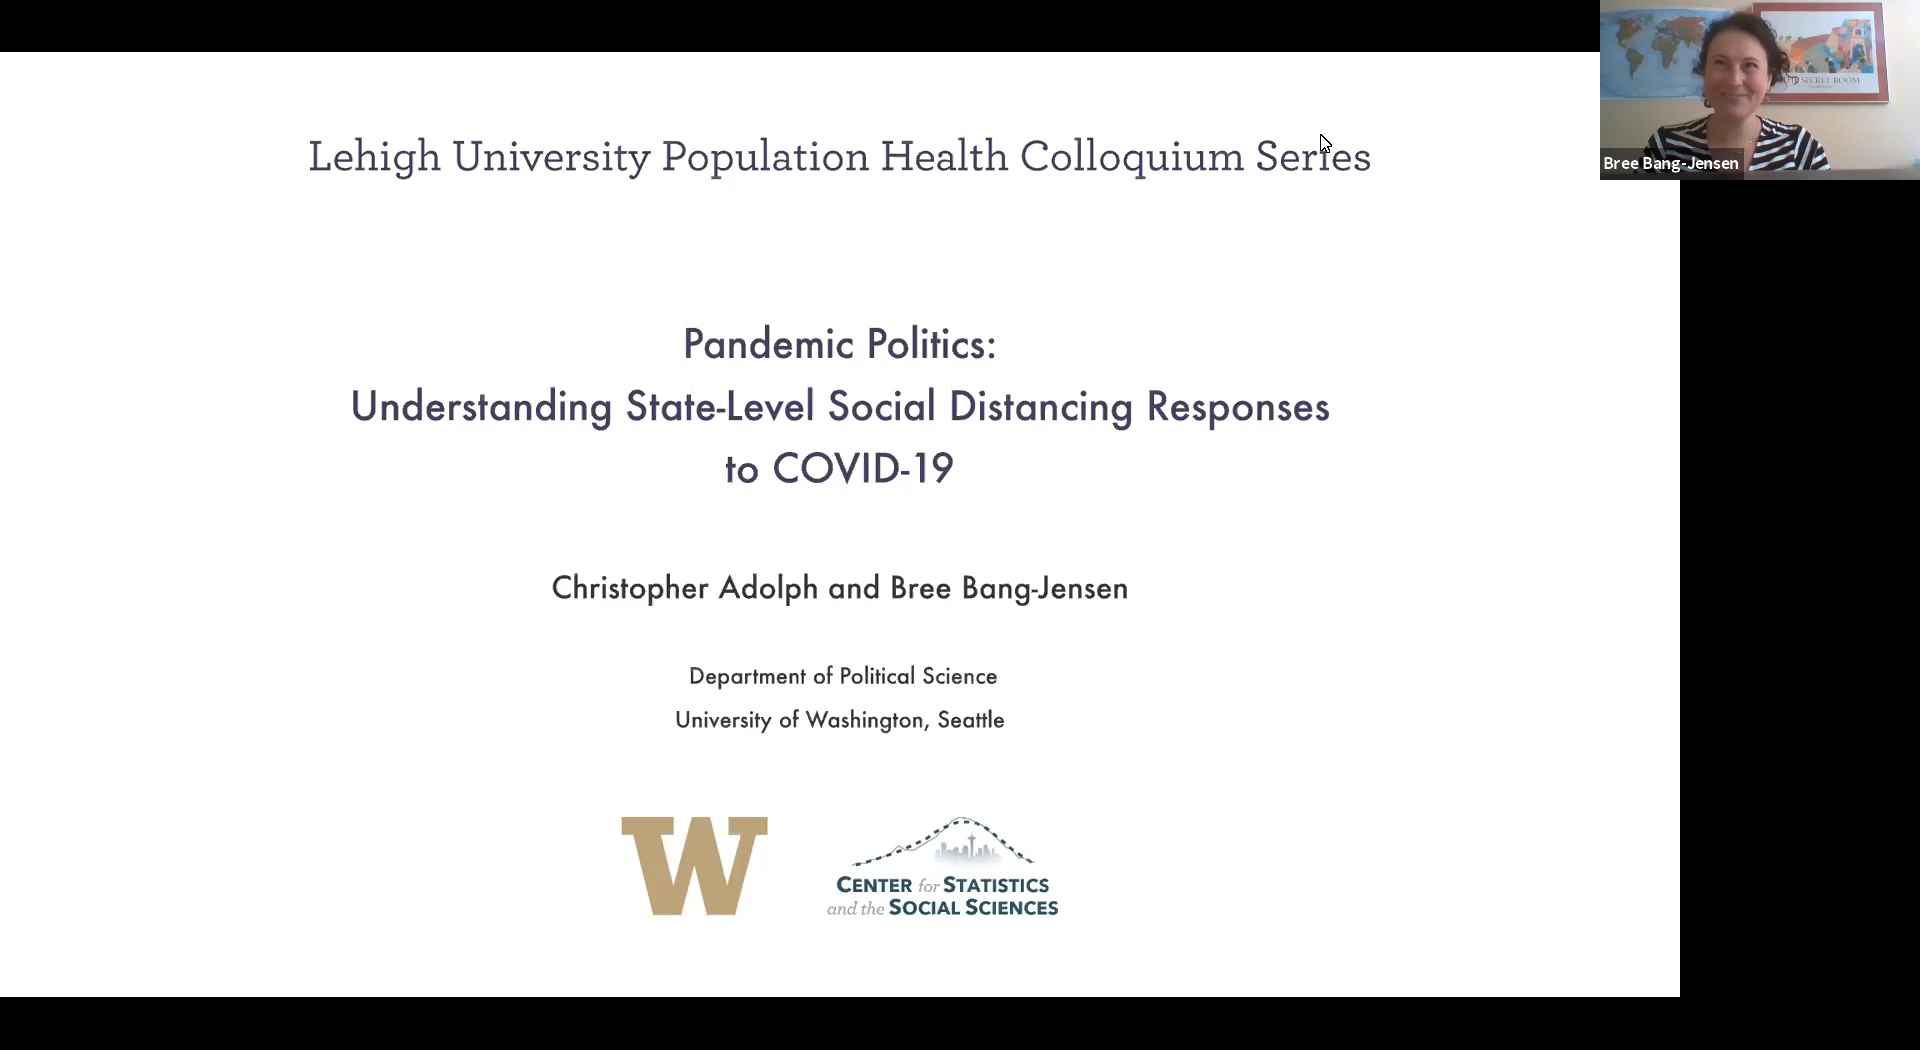 Lehigh University Population Health Colloquium Series
Pandemic Politics:
Understanding State-Level Social Distancing Responses
to COVID-19
Christopher Adolph and Bree Bang-Jensen
Department of Political Science
University of Washington, Seattle
W
CENTER for STATISTICS
and the SOCIAL SCIENCES
SECRET ROOM
Bree Bang-Jensen